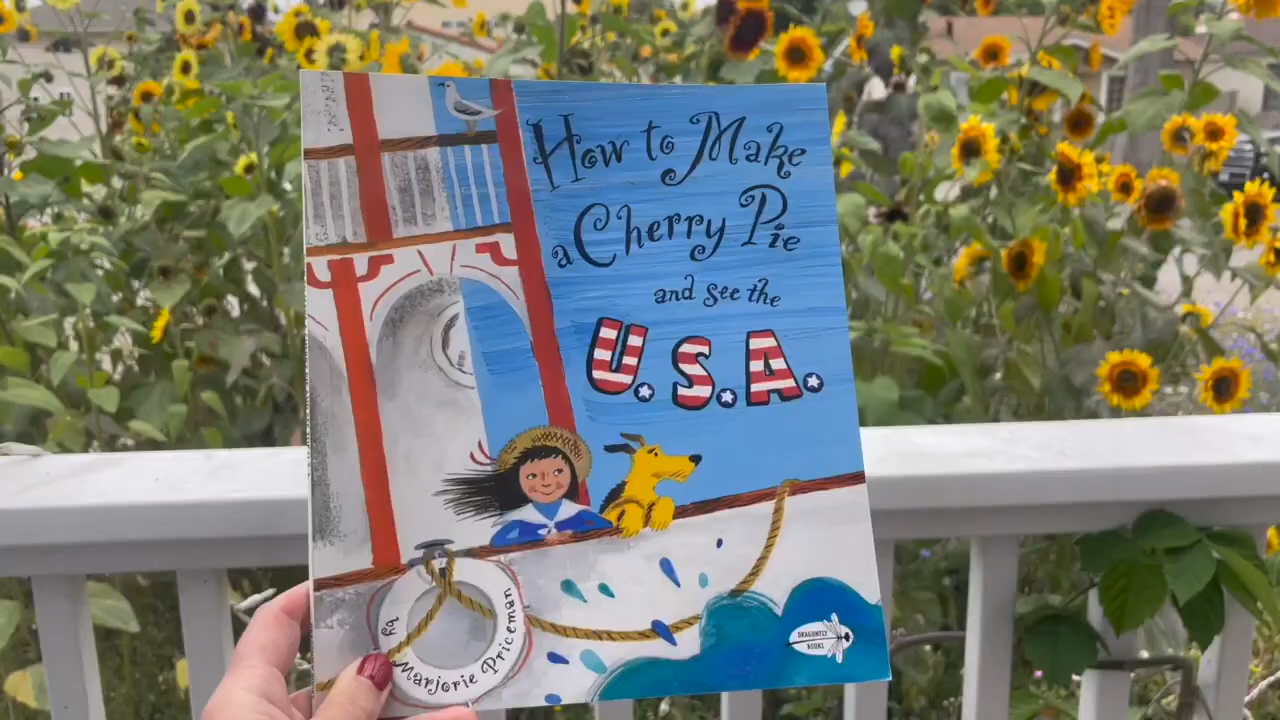 How to Make
a Cherry Pie
and see the
U.S.A.
by Marjorie Priceman
DRAGONFLY
BOOKS